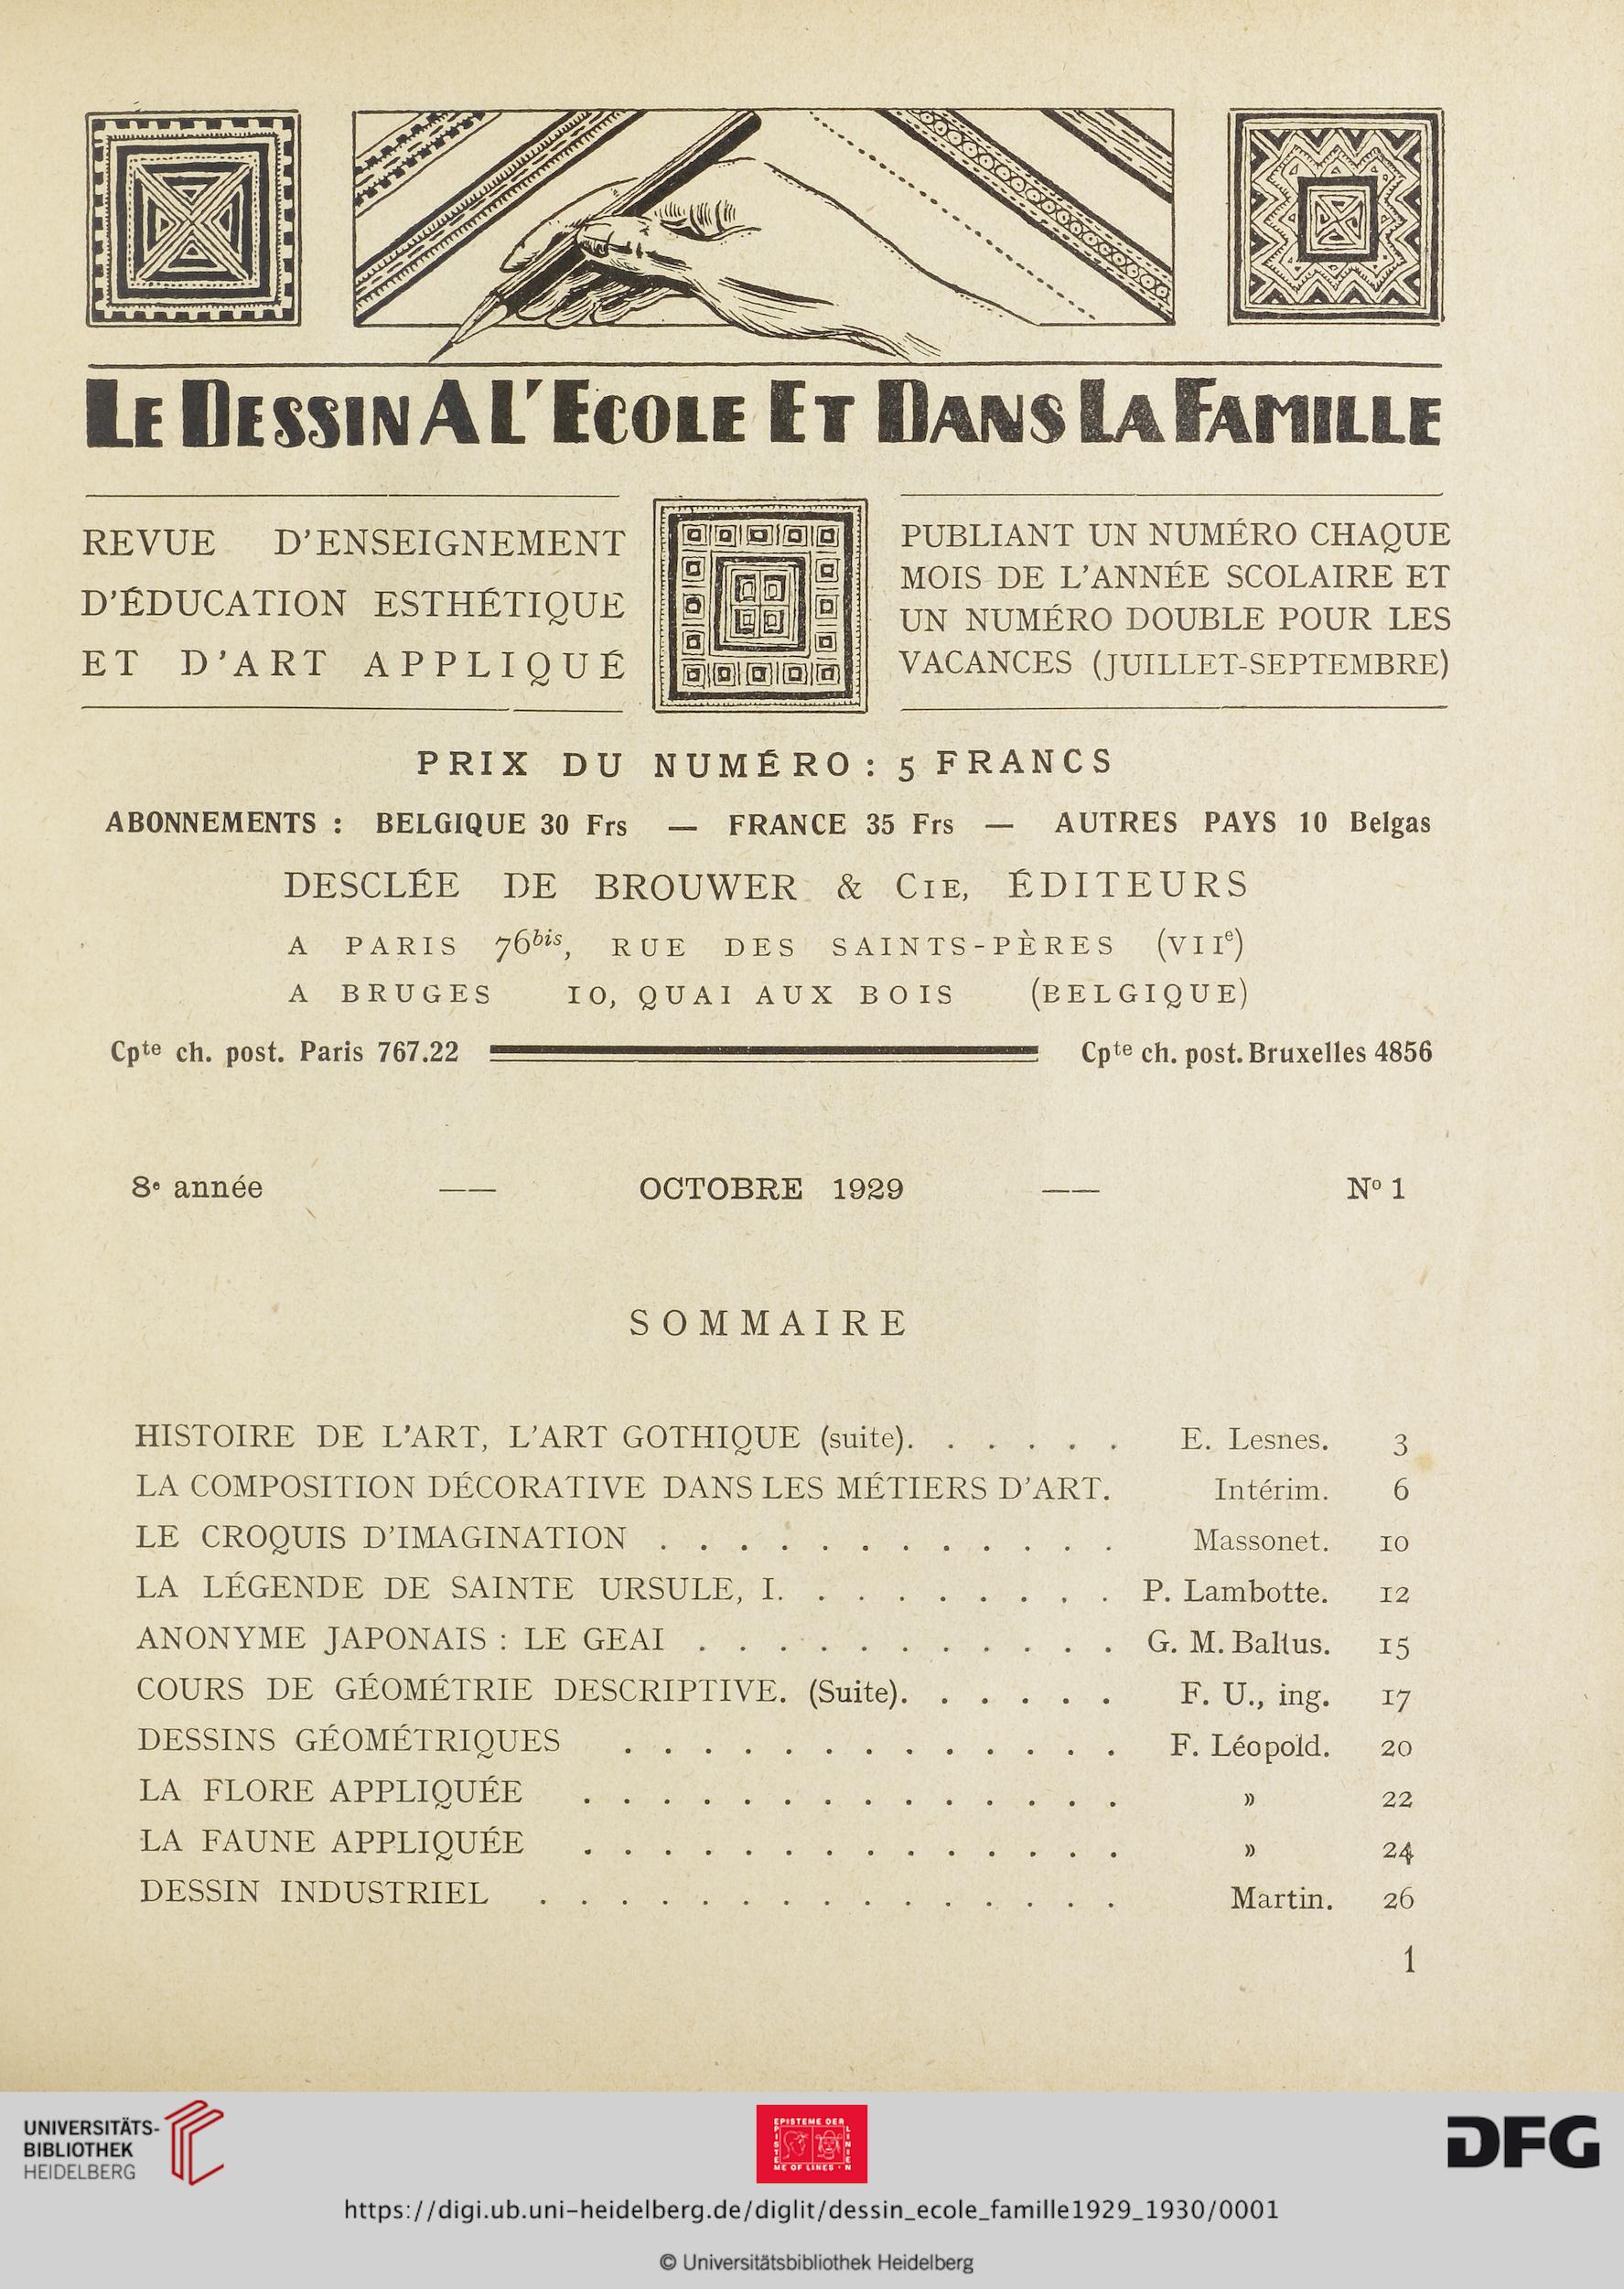 LE DESSIN A L'ECOLE ET DANS LA FAMILLE
REVUE D'ENSEIGNEMENT
D'ÉDUCATION ESTHÉTIQUE
ET D'ART APPLIQUÉ
PUBLIANT UN NUMÉRO CHAQUE
MOIS DE L'ANNÉE SCOLAIRE ET
UN NUMÉRO DOUBLE POUR LES
VACANCES (JUILLET-SEPTEMBRE)
PRIX DU NUMÉRO : 5 FRANCS
ABONNEMENTS : BELGIQUE 30 Frs — FRANCE 35 Frs — AUTRES PAYS 10 Belgas
DESCLÉE DE BROUWER & CIE, ÉDITEURS
A PARIS 76bis, RUE DES SAINTS-PÈRES (VIIe)
A BRUGES 10, QUAI AUX BOIS (BELGIQUE)
Cpte ch. post. Paris 767.22 Cpte ch. post. Bruxelles 4856
8e année —— OCTOBRE 1929 —— No 1
SOMMAIRE
HISTOIRE DE L'ART, L'ART GOTHIQUE (suite). . . . . . E. Lesnes. 3
LA COMPOSITION DÉCORATIVE DANS LES MÉTIERS D'ART. Intérim. 6
LE CROQUIS D'IMAGINATION . . . . . . . . . . . . Massonet. 10
LA LÉGENDE DE SAINTE URSULE, I. . . . . . . . . P. Lambotte. 12
ANONYME JAPONAIS : LE GEAI . . . . . . . . . . . G. M. Baltus. 15
COURS DE GÉOMÉTRIE DESCRIPTIVE. (Suite). . . . . . F. U., ing. 17
DESSINS GÉOMÉTRIQUES . . . . . . . . . . . . . F. Léopold. 20
LA FLORE APPLIQUÉE . . . . . . . . . . . . . . » 22
LA FAUNE APPLIQUÉE . . . . . . . . . . . . . . » 24
DESSIN INDUSTRIEL . . . . . . . . . . . . . . . Martin. 26
1
UNIVERSITÄTS-
BIBLIOTHEK
HEIDELBERG
EPISTEME DER
LINIEN
EPISTE
ME OF LINES
DFG
https://digi.ub.uni-heidelberg.de/diglit/dessin_ecole_famille1929_1930/0001
© Universitätsbibliothek Heidelberg